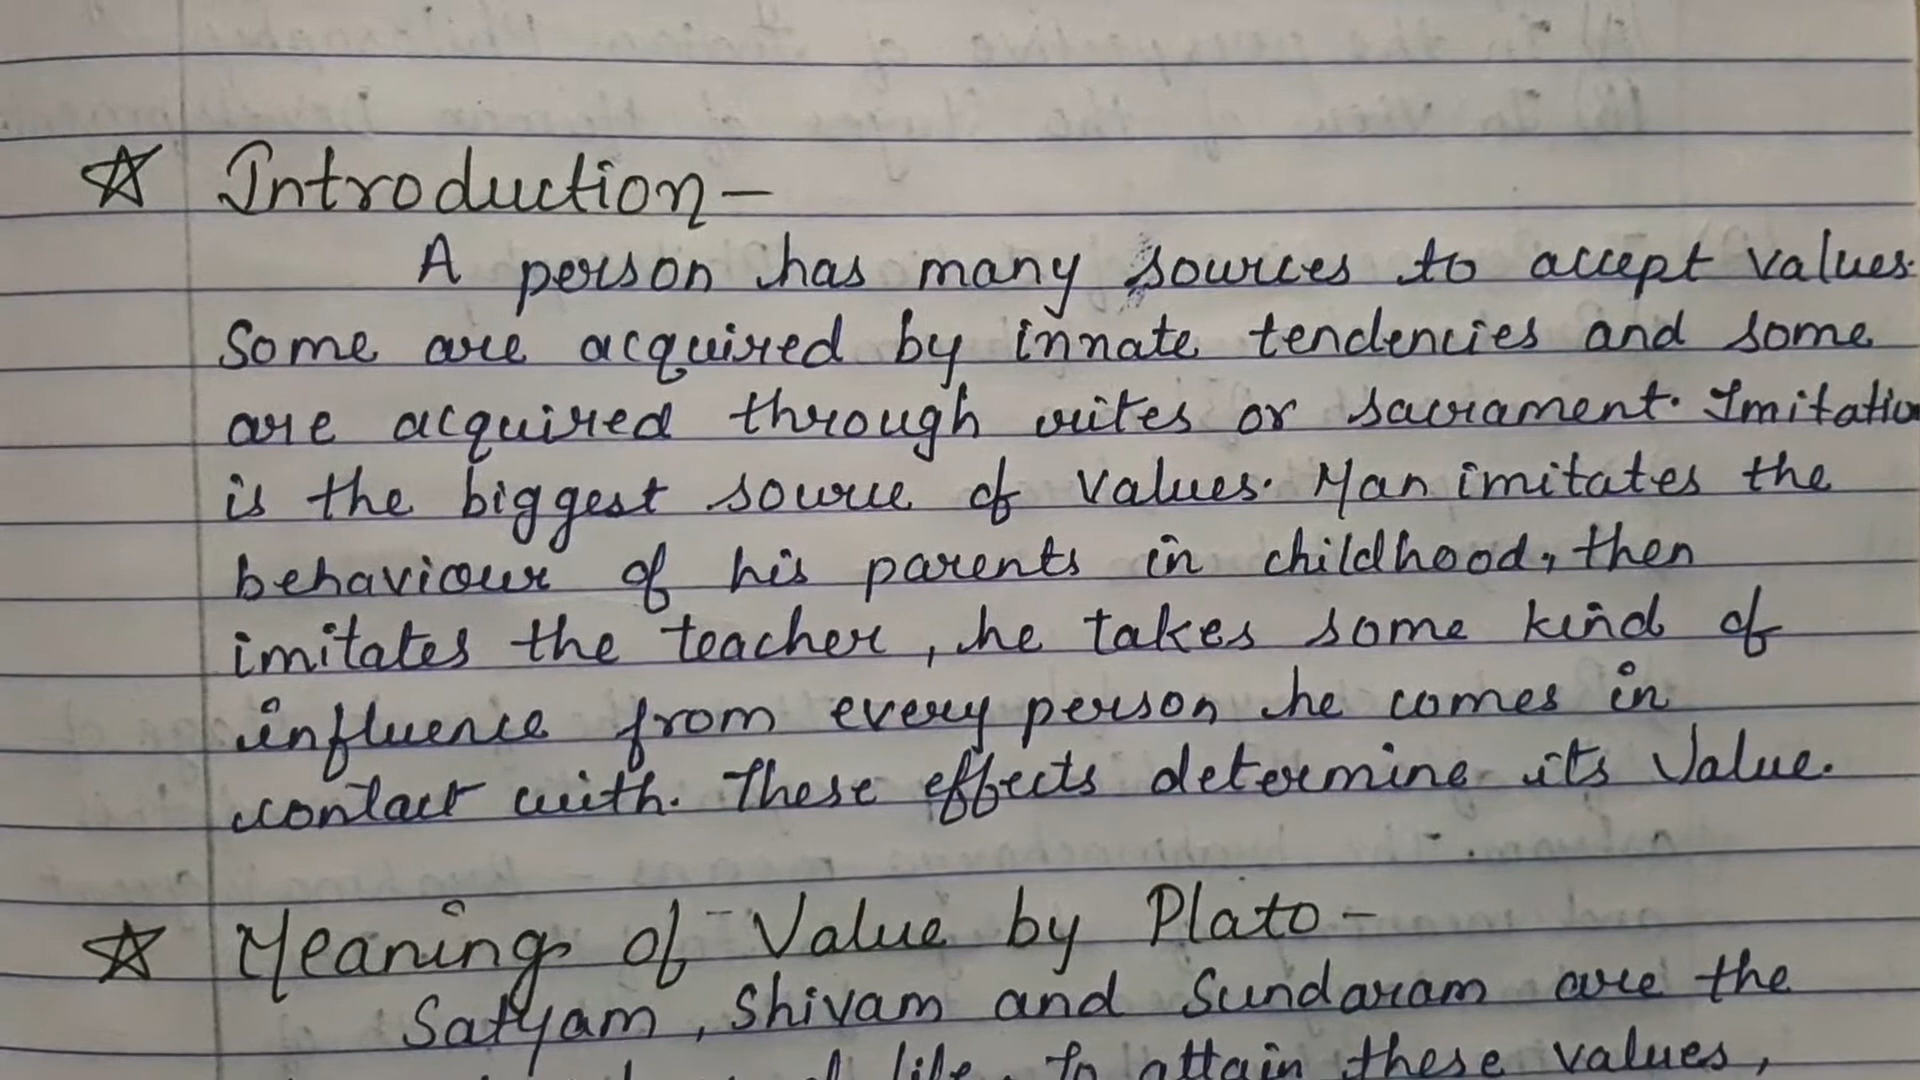 ☆ Introduction-
A person has many sources to accept values.
Some are acquired by innate tendencies and some
are acquired through rites or sacrament. Imitation
is the biggest source of values. Man imitates the
behaviour of his parents in childhood, then
imitates the teacher, he takes some kind of
influence from every person he comes in
contact with. These effects determine its value.
☆ Meaning of Value by Plato-
Satyam, Shivam and Sundaram are the
life. To attain these values,